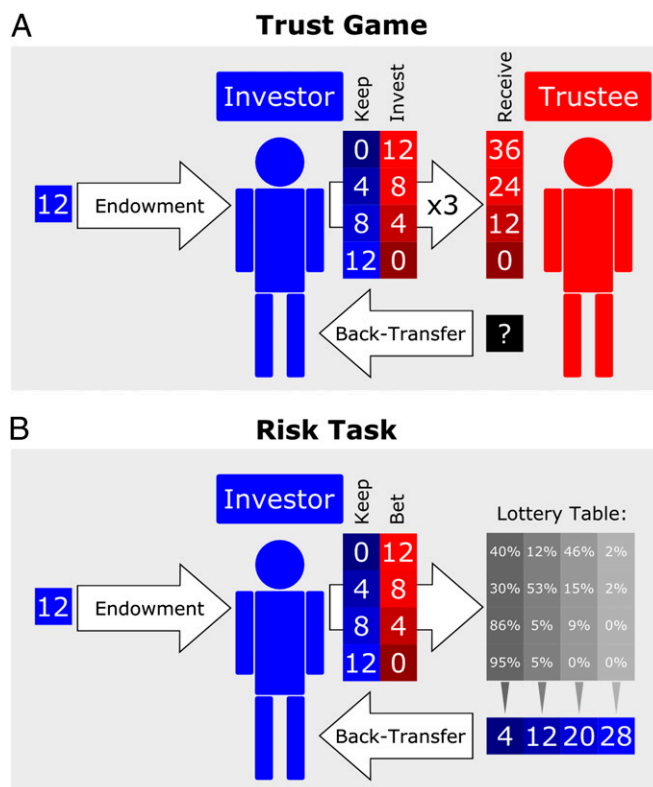 A
Trust Game
Investor
Keep
Invest
Receive
Trustee
12
Endowment
0 12
4 8
8 4
12 0
x3
36
24
12
0
Back-Transfer
?
B
Risk Task
Investor
Keep
Bet
Lottery Table:
12
Endowment
0 12
4 8
8 4
12 0
40% 12% 46% 2%
30% 53% 15% 2%
86% 5% 9% 0%
95% 5% 0% 0%
Back-Transfer
4 12 20 28